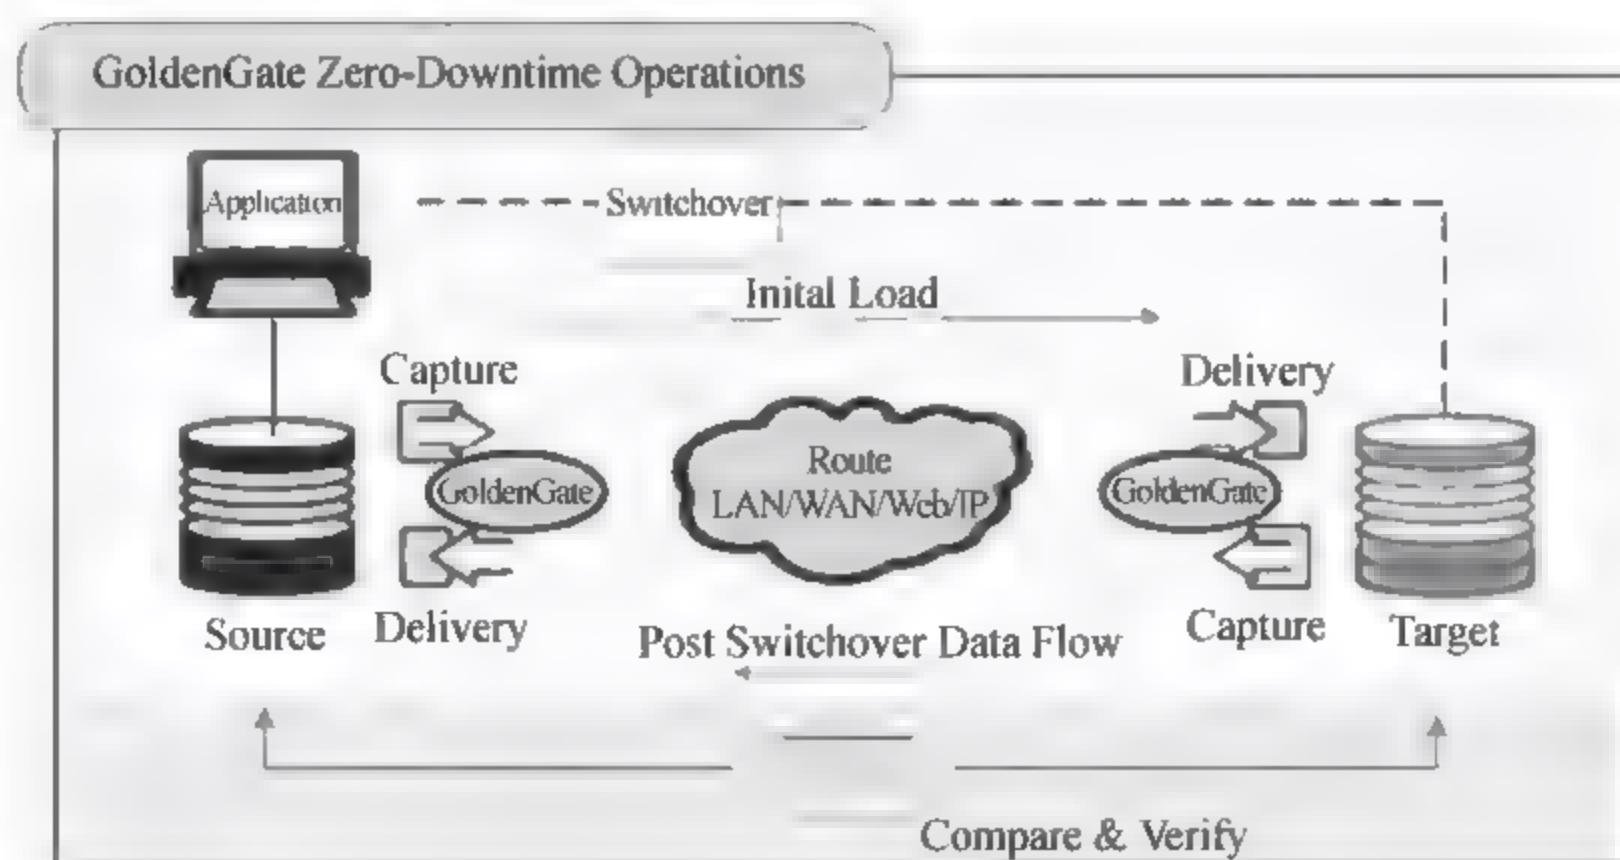 GoldenGate Zero-Downtime Operations
Application
Switchover
Inital Load
Capture
Delivery
Route
LAN/WAN/Web/IP
GoldenGate
GoldenGate
Source
Delivery
Post Switchover Data Flow
Capture
Target
Compare & Verify